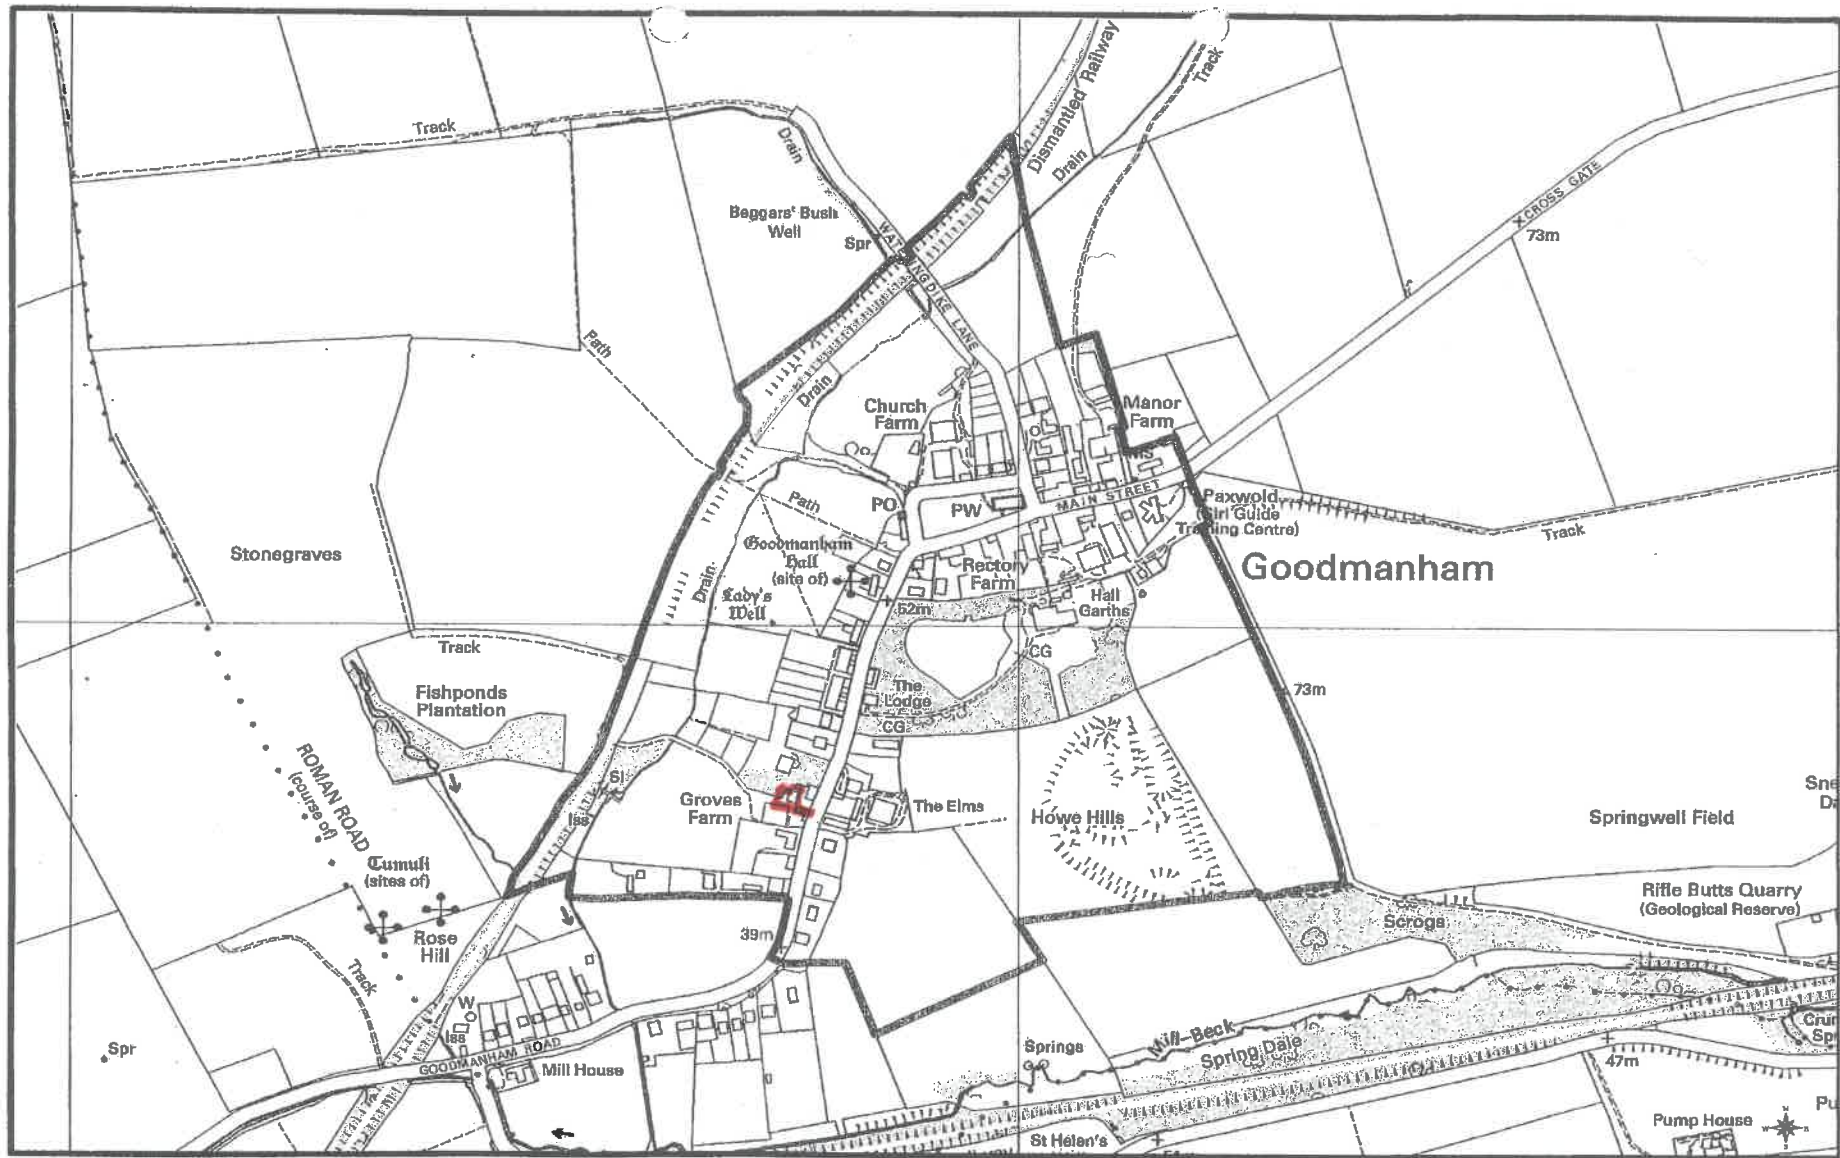 Track
Dismantled Railway
Track
Drain
Drain
Beggars' Bush
Well
Spr
WATERINGDIKE LANE
CROSS GATE
73m
Path
Drain
Church
Farm
Manor
Farm
MS
PO
PW
MAIN STREET
Path
Paxwold
(Girl Guide
Training Centre)
Track
Stonegraves
Goodmanham
Hall
(site of)
Rectory
Farm
Goodmanham
Drain
Lady's
Well
52m
Hall
Garths
Track
CG
Fishponds
Plantation
The
Lodge
CG
73m
ROMAN ROAD
(course of)
Sl
Groves
Farm
The Elms
Howe Hills
Springwell Field
Iss
Tumuli
(sites of)
Rose
Hill
39m
Scrogs
Rifle Butts Quarry
(Geological Reserve)
Track
W
Iss
GOODMANHAM ROAD
Mill House
Spr
Springs
Mill Beck
Spring Dale
47m
St Helen's
Pump House